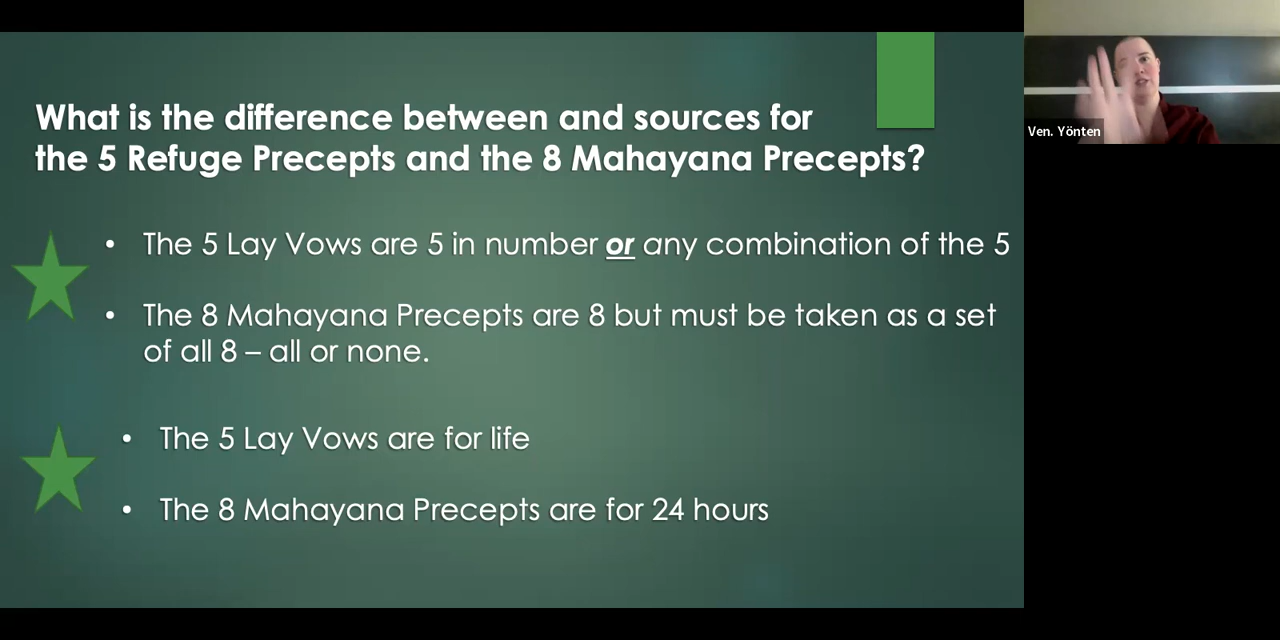 What is the difference between and sources for
the 5 Refuge Precepts and the 8 Mahayana Precepts?
• The 5 Lay Vows are 5 in number or any combination of the 5
• The 8 Mahayana Precepts are 8 but must be taken as a set
of all 8 – all or none.
• The 5 Lay Vows are for life
• The 8 Mahayana Precepts are for 24 hours
Ven. Yönten